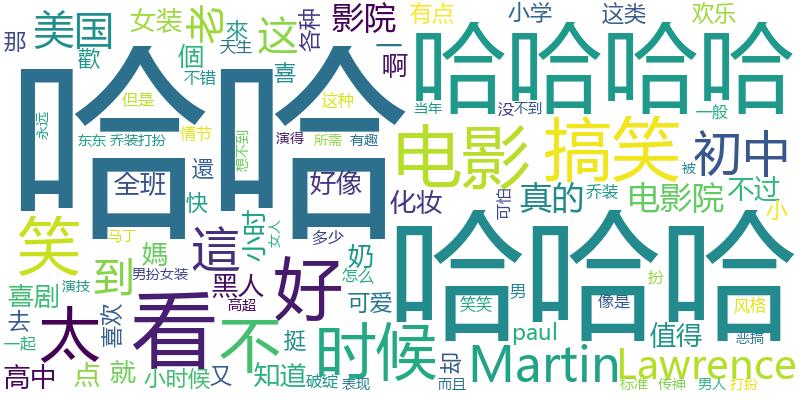 哈哈
哈哈哈哈
哈哈哈
那
美国
女装
老
來
这
各种
影院
一
啊
有点
小学
这类
欢乐
歡
個
天生
不错
喜
但是
这种
当年
没
不到
一般
永远
东东
乔装打扮
情节
想不到
演得
所需
有趣
电影
搞笑
初中
被
全班
還
快
好像
化妆
可怕
真的
乔装
电影院
不过
小
笑
马丁
這
小时
女人
多少
到
媽
男扮女装
奶
怎么
喜剧
演技
黑人
高超
好
可爱
笑笑
男
像是
扮
风格
去
一起
太
喜欢
看
不
挺
时候
paul
值得
恶搞
却
高中
点
就
小时候
又
知道
破绽
表现
Martin
而且
Lawrence
标准
传神
男人
打扮